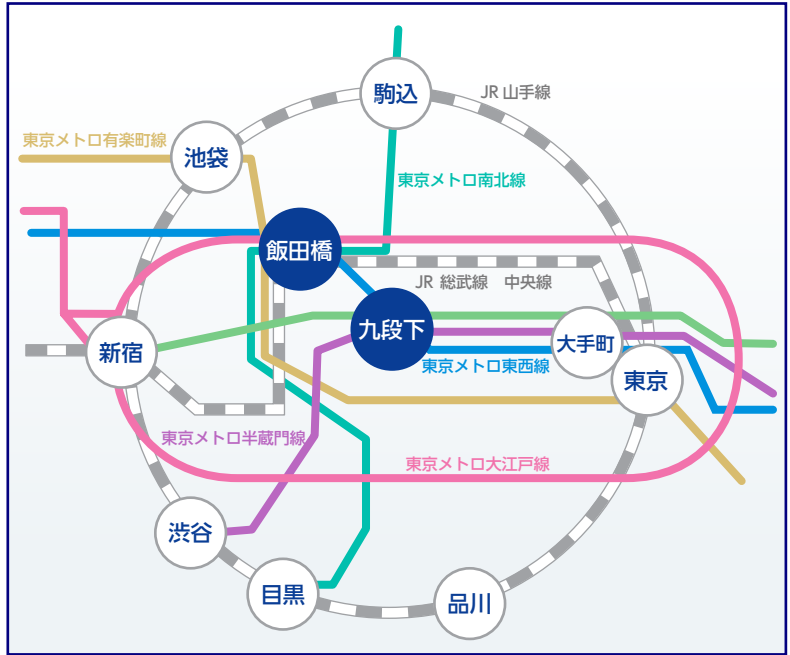 駒込
JR 山手線
東京メトロ有楽町線
池袋
東京メトロ南北線
飯田橋
JR 総武線 中央線
九段下
大手町
新宿
東京メトロ東西線
東京
東京メトロ半蔵門線
東京メトロ大江戸線
渋谷
目黒
品川